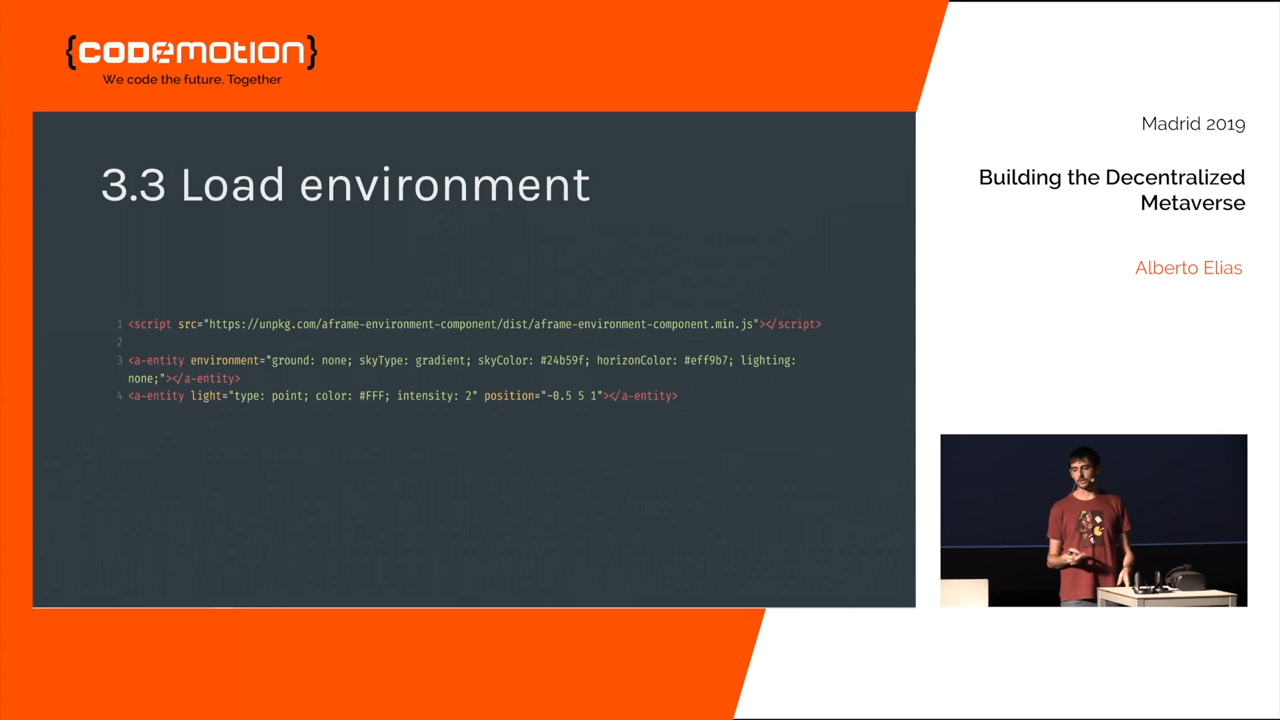 {CODEMOTION}
We code the future. Together
Madrid 2019
Building the Decentralized
Metaverse
Alberto Elias
3.3 Load environment
1 <script src="https://unpkg.com/aframe-environment-component/dist/aframe-environment-component.min.js"></script>
2
3 <a-entity environment="ground: none; skyType: gradient; skyColor: #24b59f; horizonColor: #eff9b7; lighting:
none;"></a-entity>
4 <a-entity light="type: point; color: #FFF; intensity: 2" position="-0.5 5 1"></a-entity>